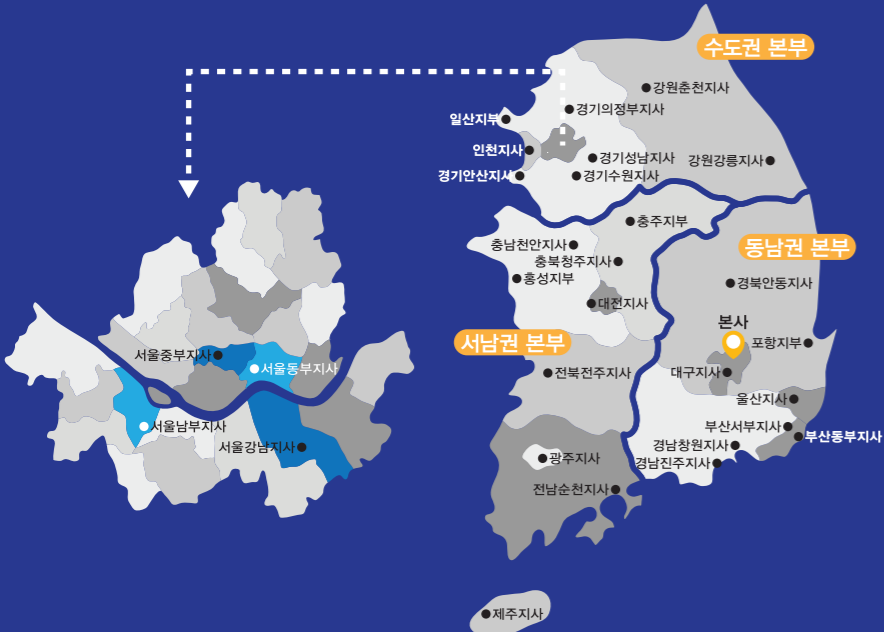 수도권 본부
강원춘천지사
경기의정부지사
일산지부
인천지사
경기성남지사
강원강릉지사
경기안산지사
경기수원지사
충주지부
충남천안지사
동남권 본부
충북청주지사
홍성지부
경북안동지사
대전지사
본사
서남권 본부
포항지부
서울중부지사
서울동부지사
전북전주지사
대구지사
울산지사
서울남부지사
부산서부지사
부산동부지사
서울강남지사
경남창원지사
광주지사
경남진주지사
전남순천지사
제주지사